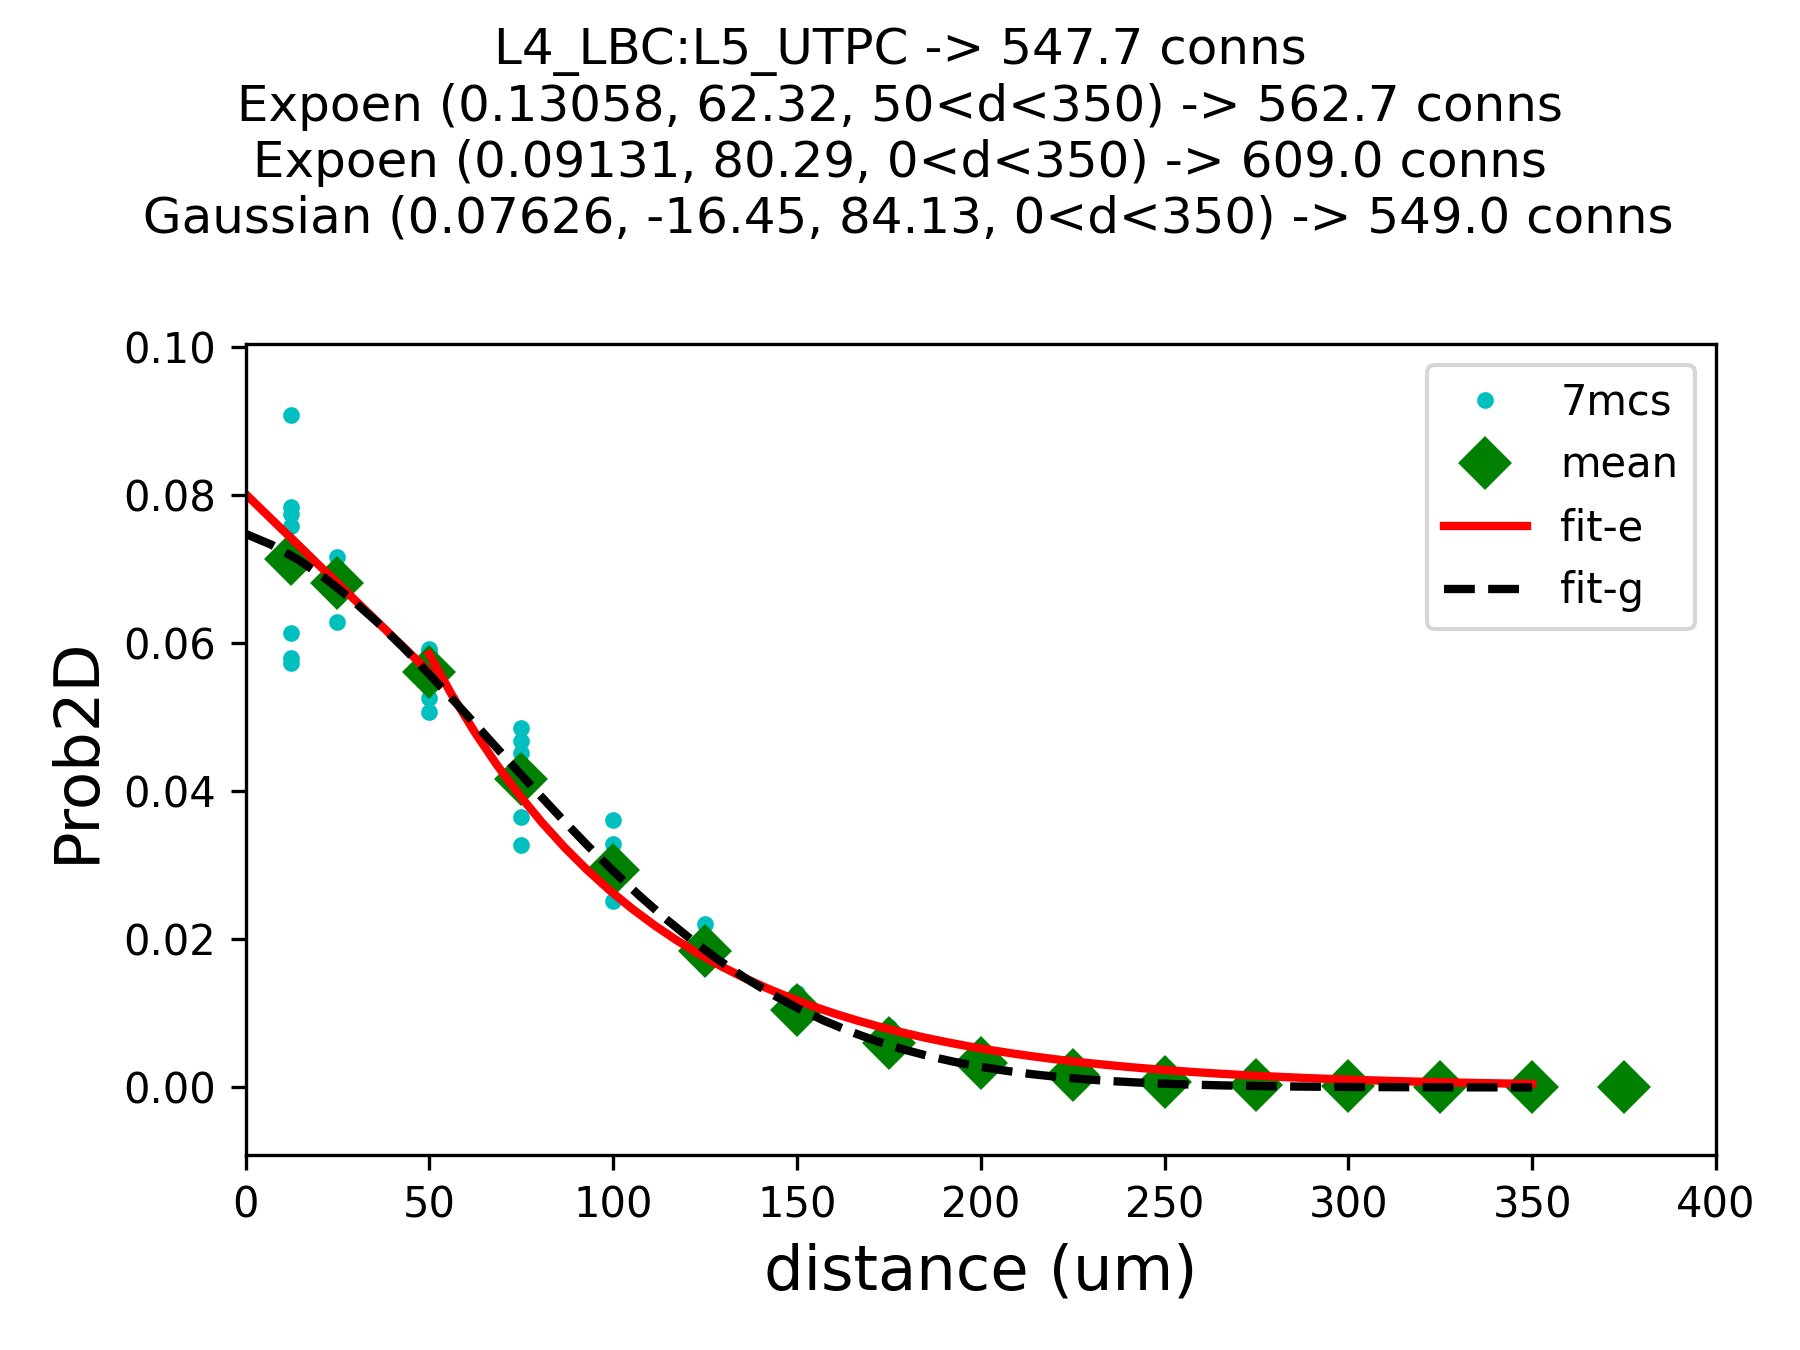 L4_LBC:L5_UTPC -> 547.7 conns
Expoen (0.13058, 62.32, 50<d<350) -> 562.7 conns
Expoen (0.09131, 80.29, 0<d<350) -> 609.0 conns
Gaussian (0.07626, -16.45, 84.13, 0<d<350) -> 549.0 conns
0.10
0.08
0.06
0.04
0.02
0.00
Prob2D
7mcs
mean
fit-e
fit-g
0 50 100 150 200 250 300 350 400
distance (um)